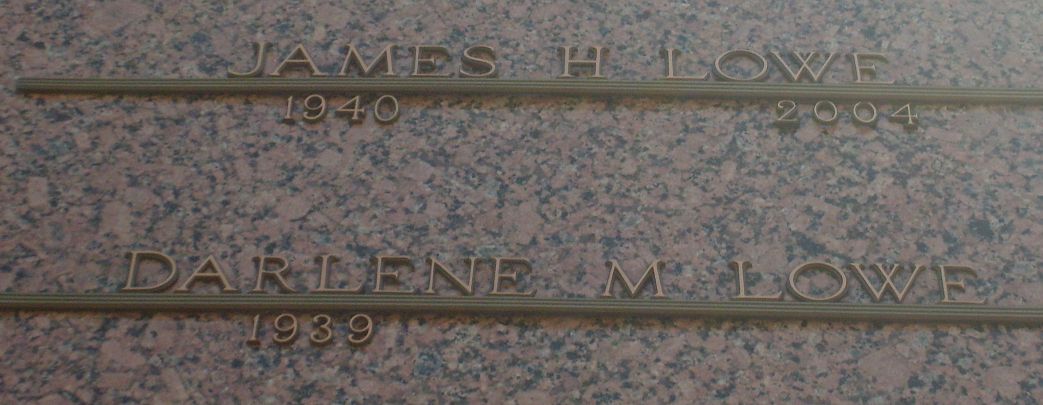 JAMES H LOWE
1940 2004
DARLENE M LOWE
1939